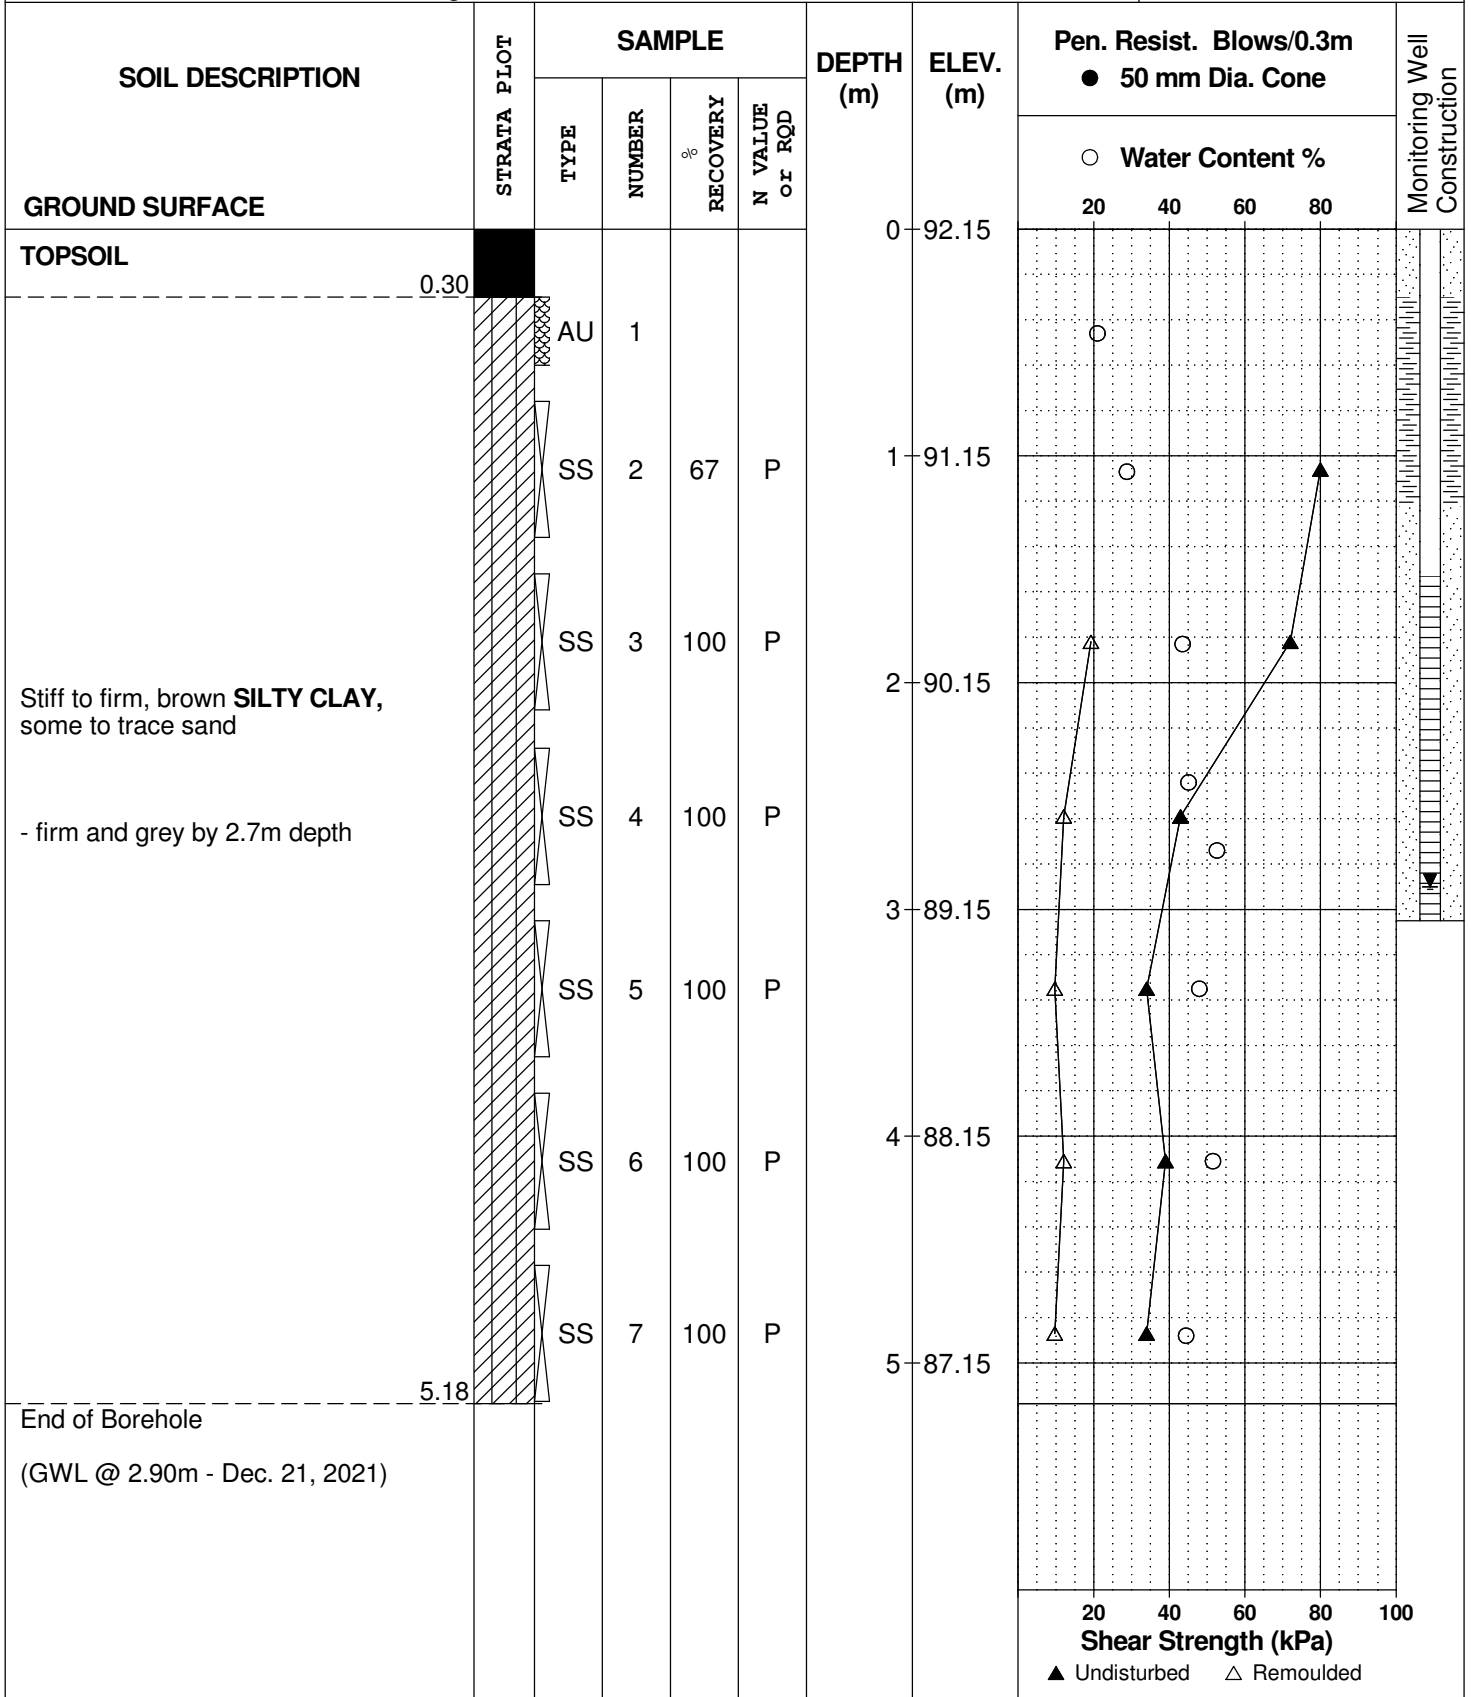 SOIL DESCRIPTION
GROUND SURFACE
STRATA PLOT
SAMPLE
TYPE
NUMBER
%
RECOVERY
N VALUE
or RQD
DEPTH
(m)
ELEV.
(m)
Pen. Resist. Blows/0.3m
● 50 mm Dia. Cone
○ Water Content %
20 40 60 80
Monitoring Well
Construction
0 92.15
TOPSOIL
0.30
AU 1
1 91.15
SS 2 67 P
SS 3 100 P
2 90.15
Stiff to firm, brown SILTY CLAY,
some to trace sand
SS 4 100 P
- firm and grey by 2.7m depth
3 89.15
SS 5 100 P
4 88.15
SS 6 100 P
SS 7 100 P
5 87.15
5.18
End of Borehole
(GWL @ 2.90m - Dec. 21, 2021)
20 40 60 80 100
Shear Strength (kPa)
▲ Undisturbed △ Remoulded